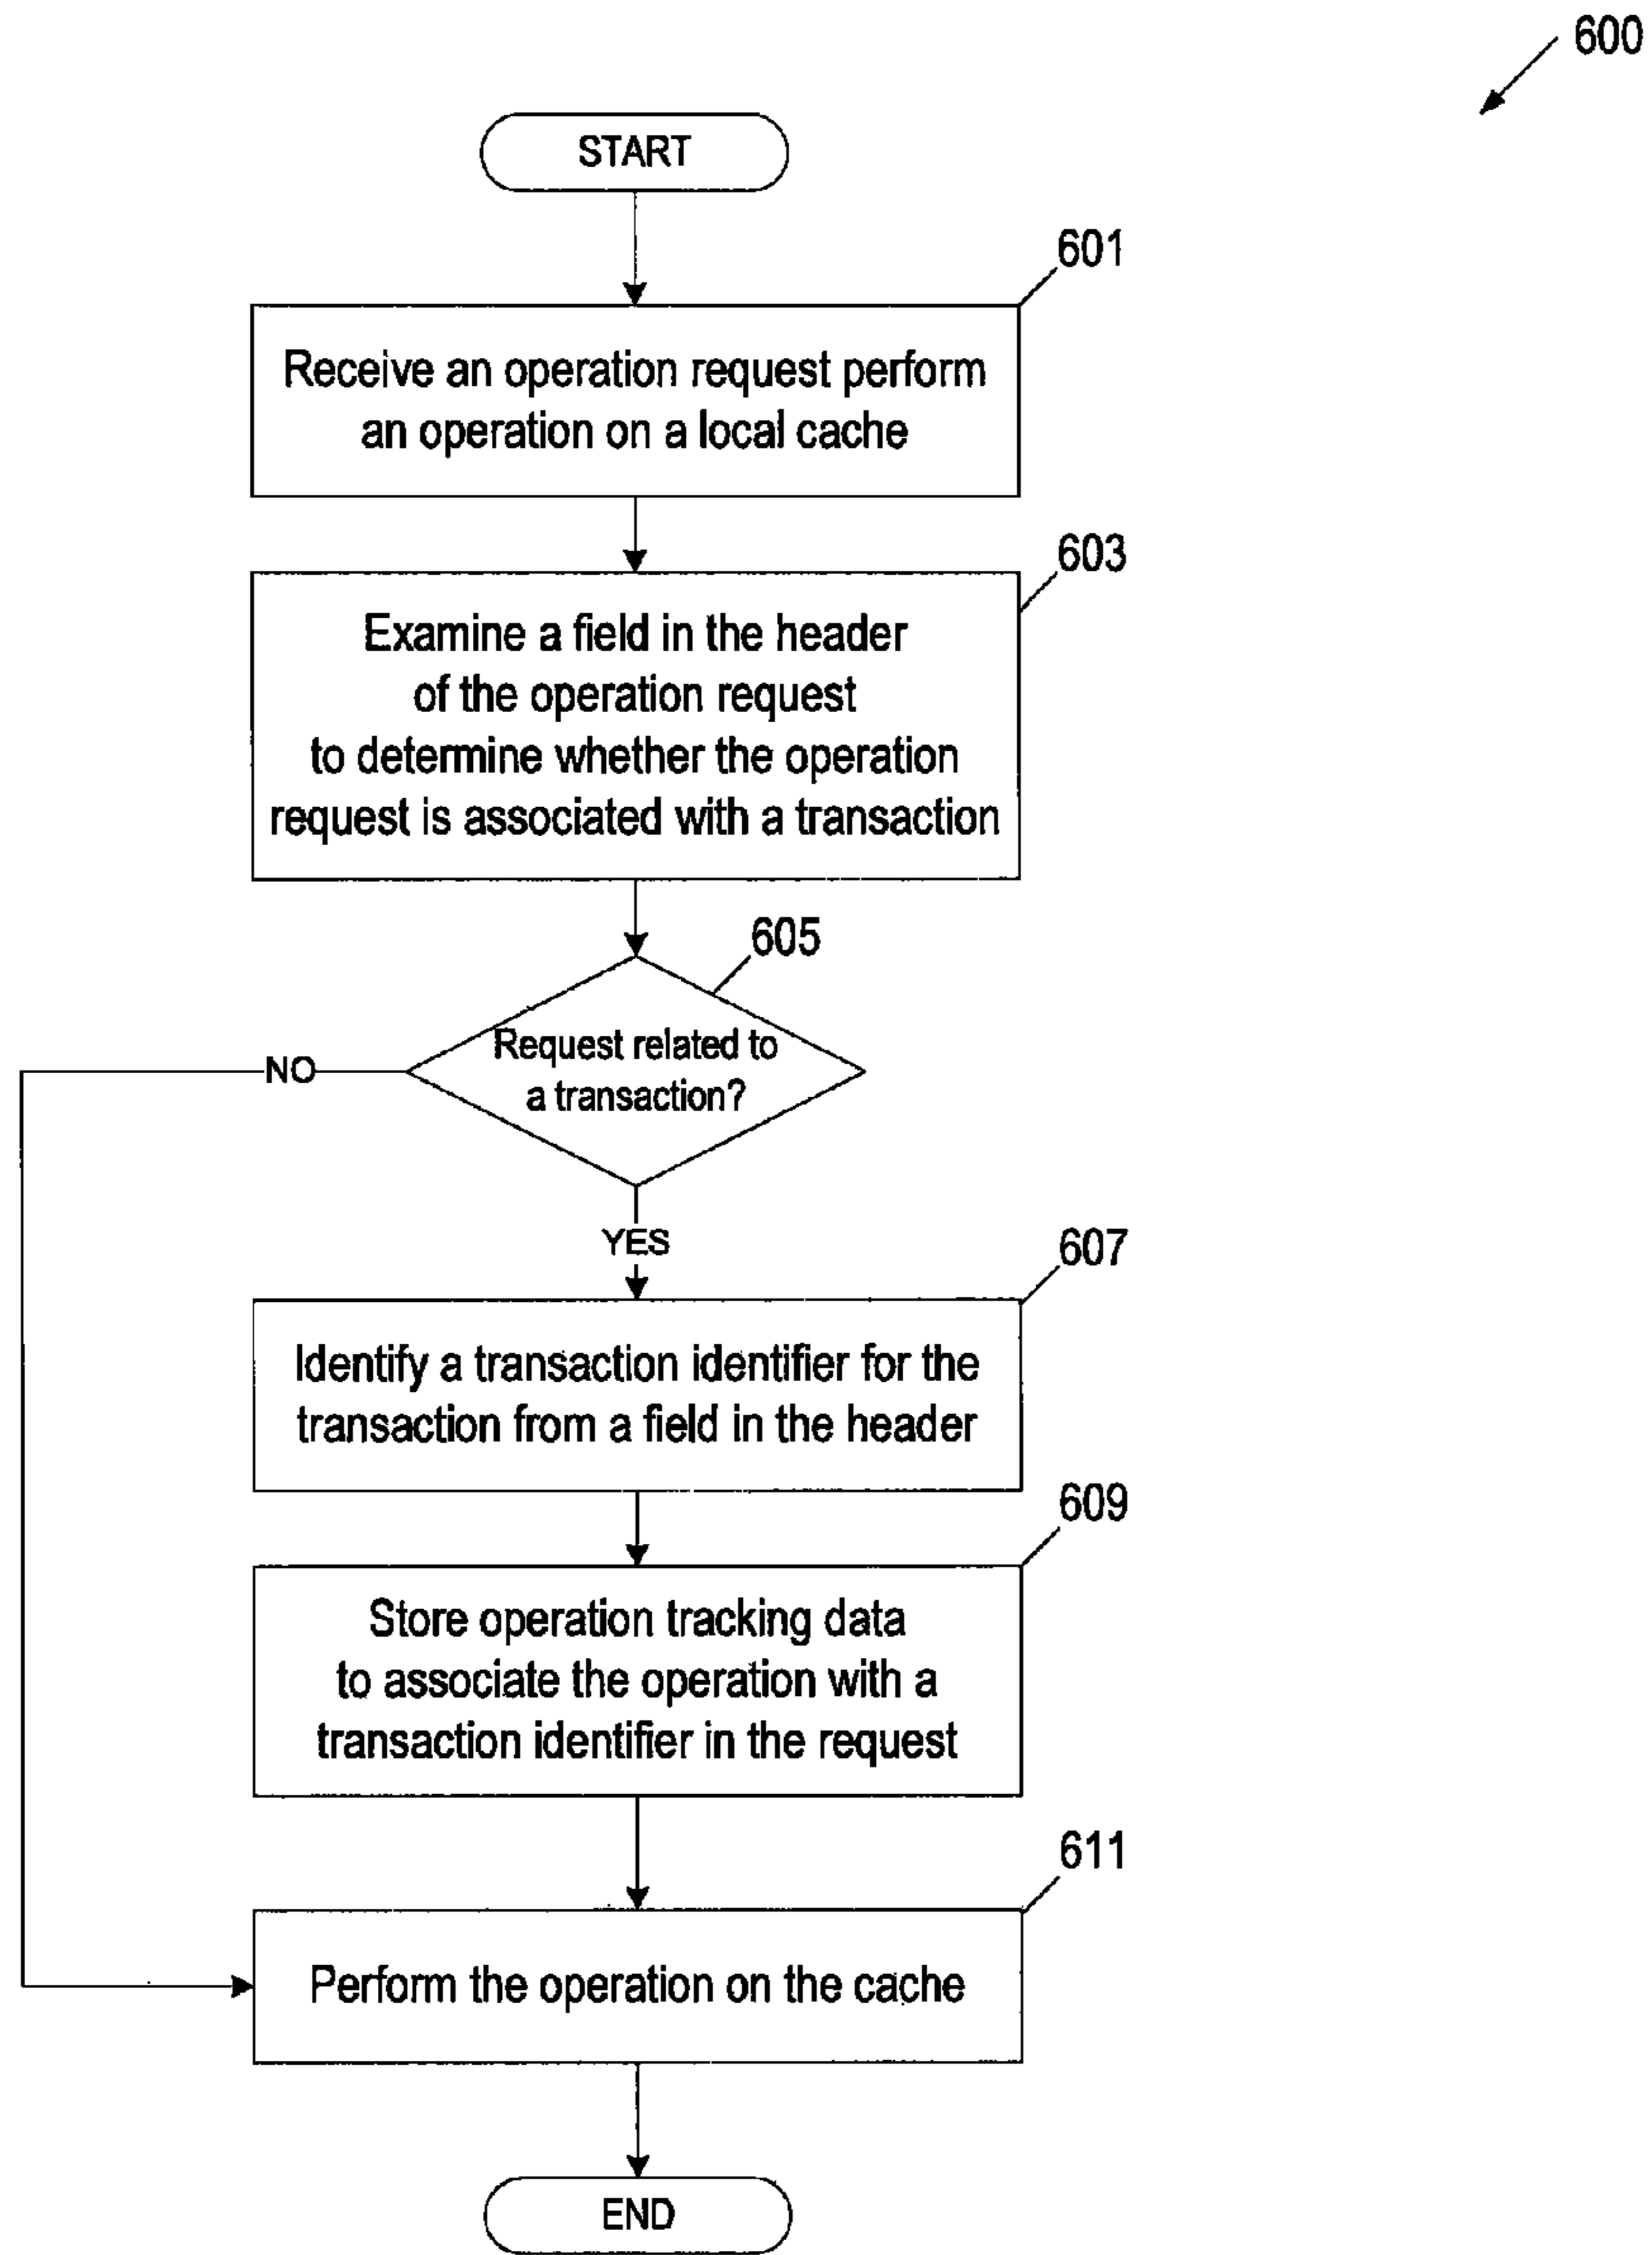 600
START
601
Receive an operation request perform
an operation on a local cache
603
Examine a field in the header
of the operation request
to determine whether the operation
request is associated with a transaction
605
Request related to
a transaction?
NO
YES
607
Identify a transaction identifier for the
transaction from a field in the header
609
Store operation tracking data
to associate the operation with a
transaction identifier in the request
611
Perform the operation on the cache
END